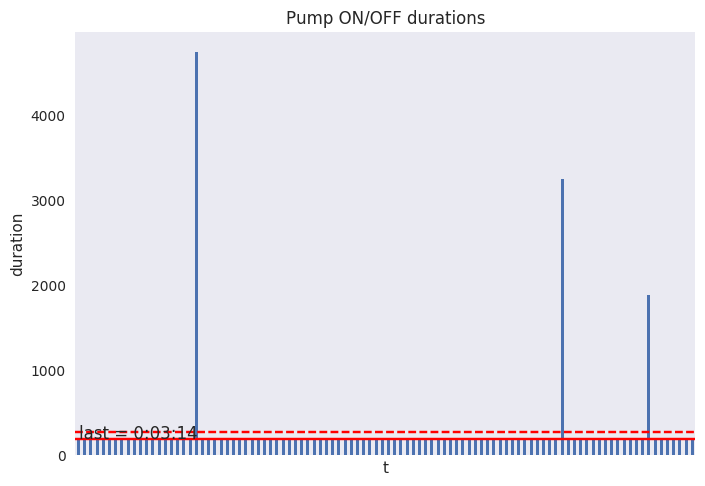 Pump ON/OFF durations
duration
4000
3000
2000
1000
0
last = 0:03:14
t